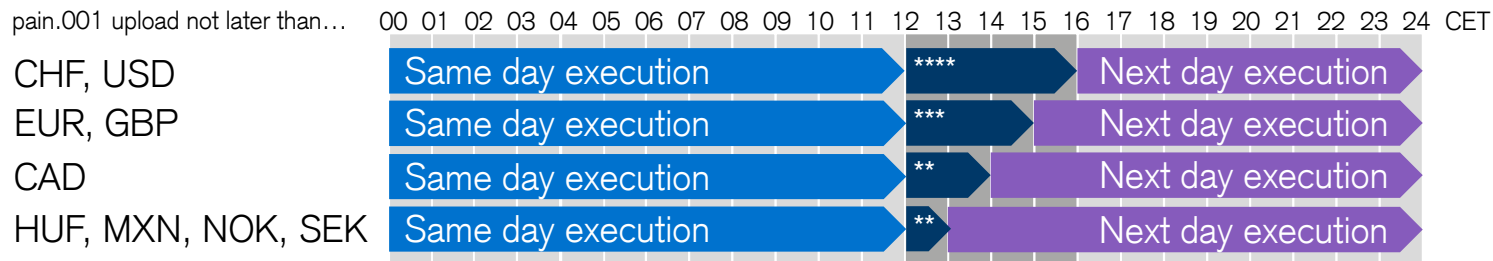 pain.001 upload not later than... 00 01 02 03 04 05 06 07 08 09 10 11 12 13 14 15 16 17 18 19 20 21 22 23 24 CET
CHF, USD Same day execution **** Next day execution
EUR, GBP Same day execution *** Next day execution
CAD Same day execution ** Next day execution
HUF, MXN, NOK, SEK Same day execution ** Next day execution